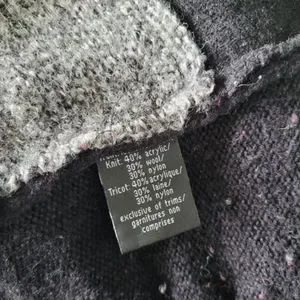 Knit: 40% acrylic/
30% wool/
30% nylon
Tricot: 40% acrylique/
30% laine/
30% nylon
exclusive of trims/
garnitures non
comprises